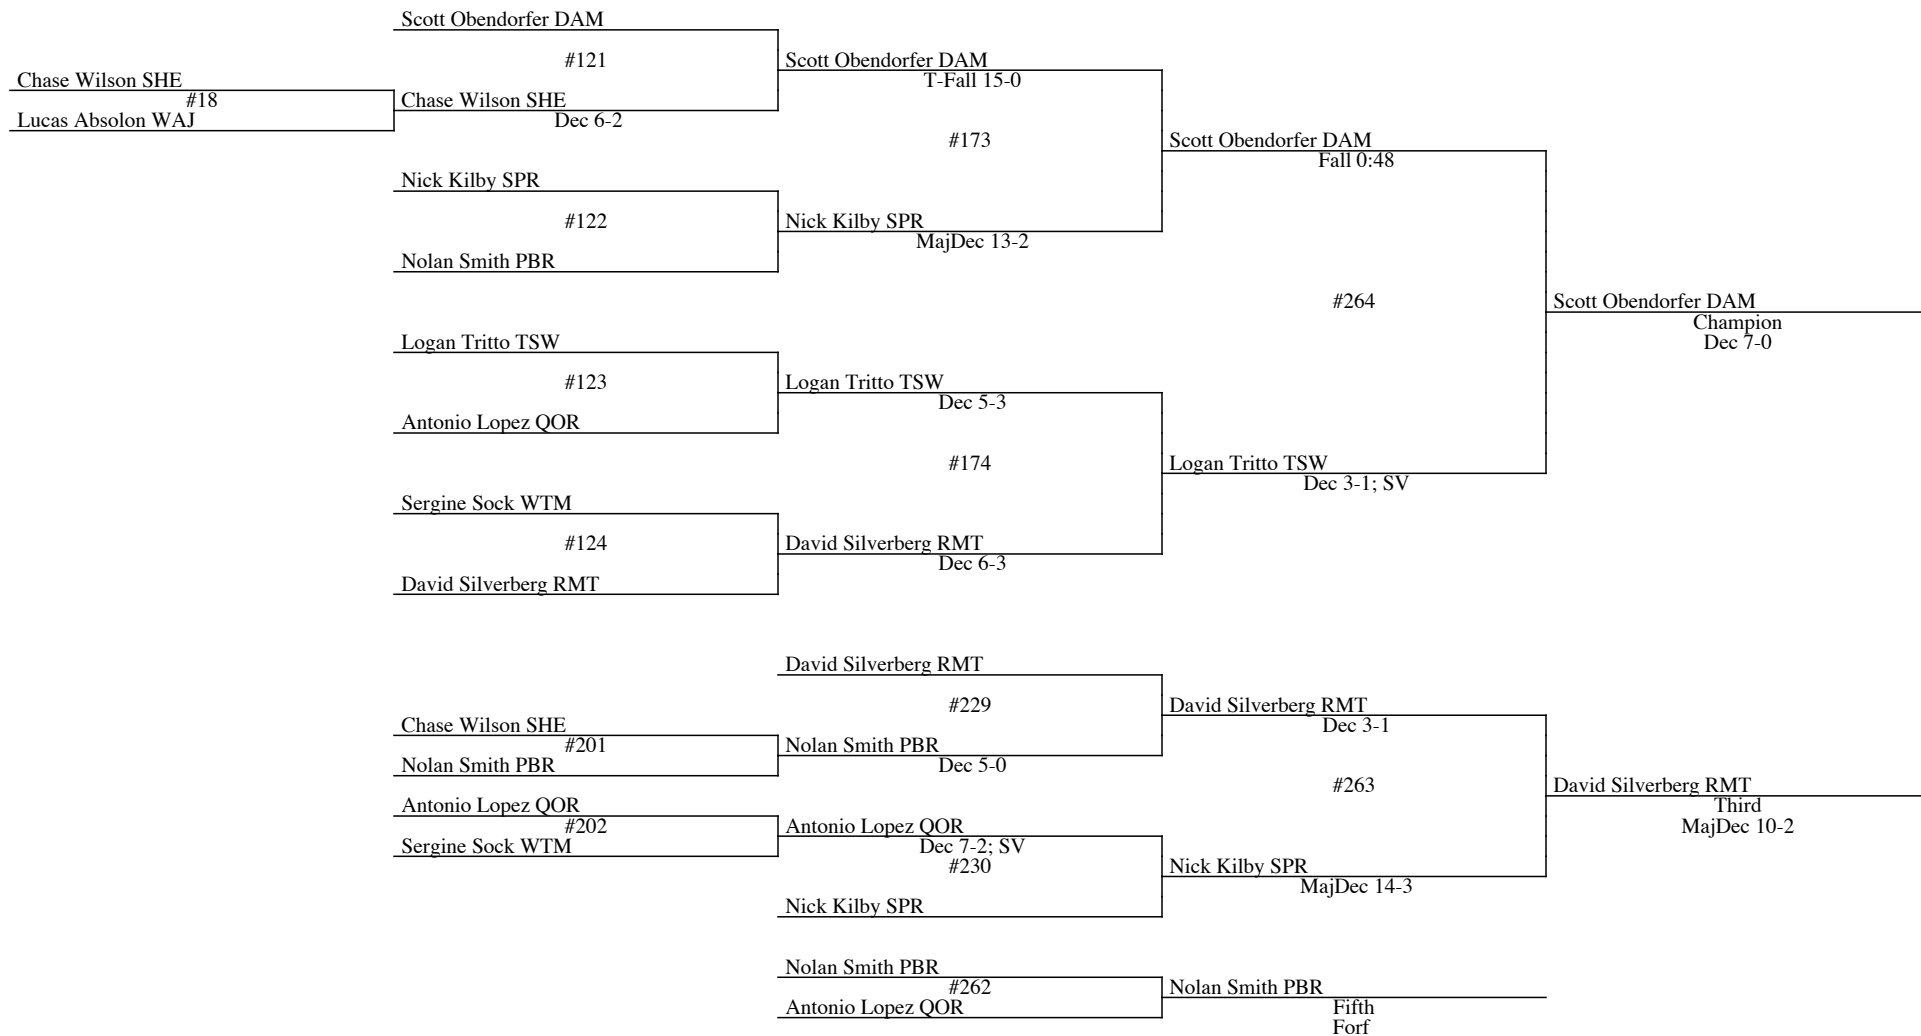 Scott Obendorfer DAM
#121
Scott Obendorfer DAM
T-Fall 15-0
Chase Wilson SHE
#18
Lucas Absolon WAJ
Chase Wilson SHE
Dec 6-2
#173
Scott Obendorfer DAM
Fall 0:48
Nick Kilby SPR
#122
Nick Kilby SPR
MajDec 13-2
Nolan Smith PBR
#264
Scott Obendorfer DAM
Champion
Dec 7-0
Logan Tritto TSW
#123
Logan Tritto TSW
Dec 5-3
Antonio Lopez QOR
#174
Logan Tritto TSW
Dec 3-1; SV
Sergine Sock WTM
#124
David Silverberg RMT
Dec 6-3
David Silverberg RMT
David Silverberg RMT
#229
David Silverberg RMT
Dec 3-1
Chase Wilson SHE
#201
Nolan Smith PBR
Nolan Smith PBR
Dec 5-0
#263
David Silverberg RMT
Third
MajDec 10-2
Antonio Lopez QOR
#202
Sergine Sock WTM
Antonio Lopez QOR
Dec 7-2; SV
#230
Nick Kilby SPR
MajDec 14-3
Nick Kilby SPR
Nolan Smith PBR
#262
Antonio Lopez QOR
Nolan Smith PBR
Fifth
Forf